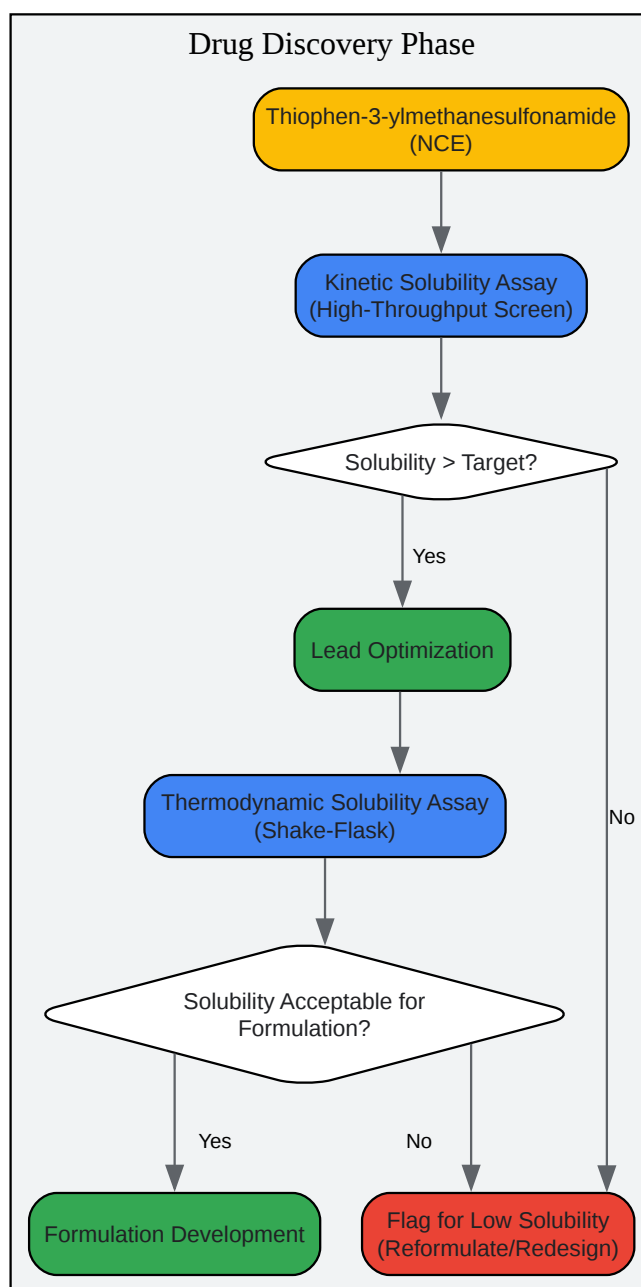 Drug Discovery Phase
Thiophen-3-ylmethanesulfonamide
(NCE)
Kinetic Solubility Assay
(High-Throughput Screen)
Solubility > Target?
Yes
Lead Optimization
Thermodynamic Solubility Assay
(Shake-Flask)
No
Solubility Acceptable for
Formulation?
Yes
No
Formulation Development
Flag for Low Solubility
(Reformulate/Redesign)